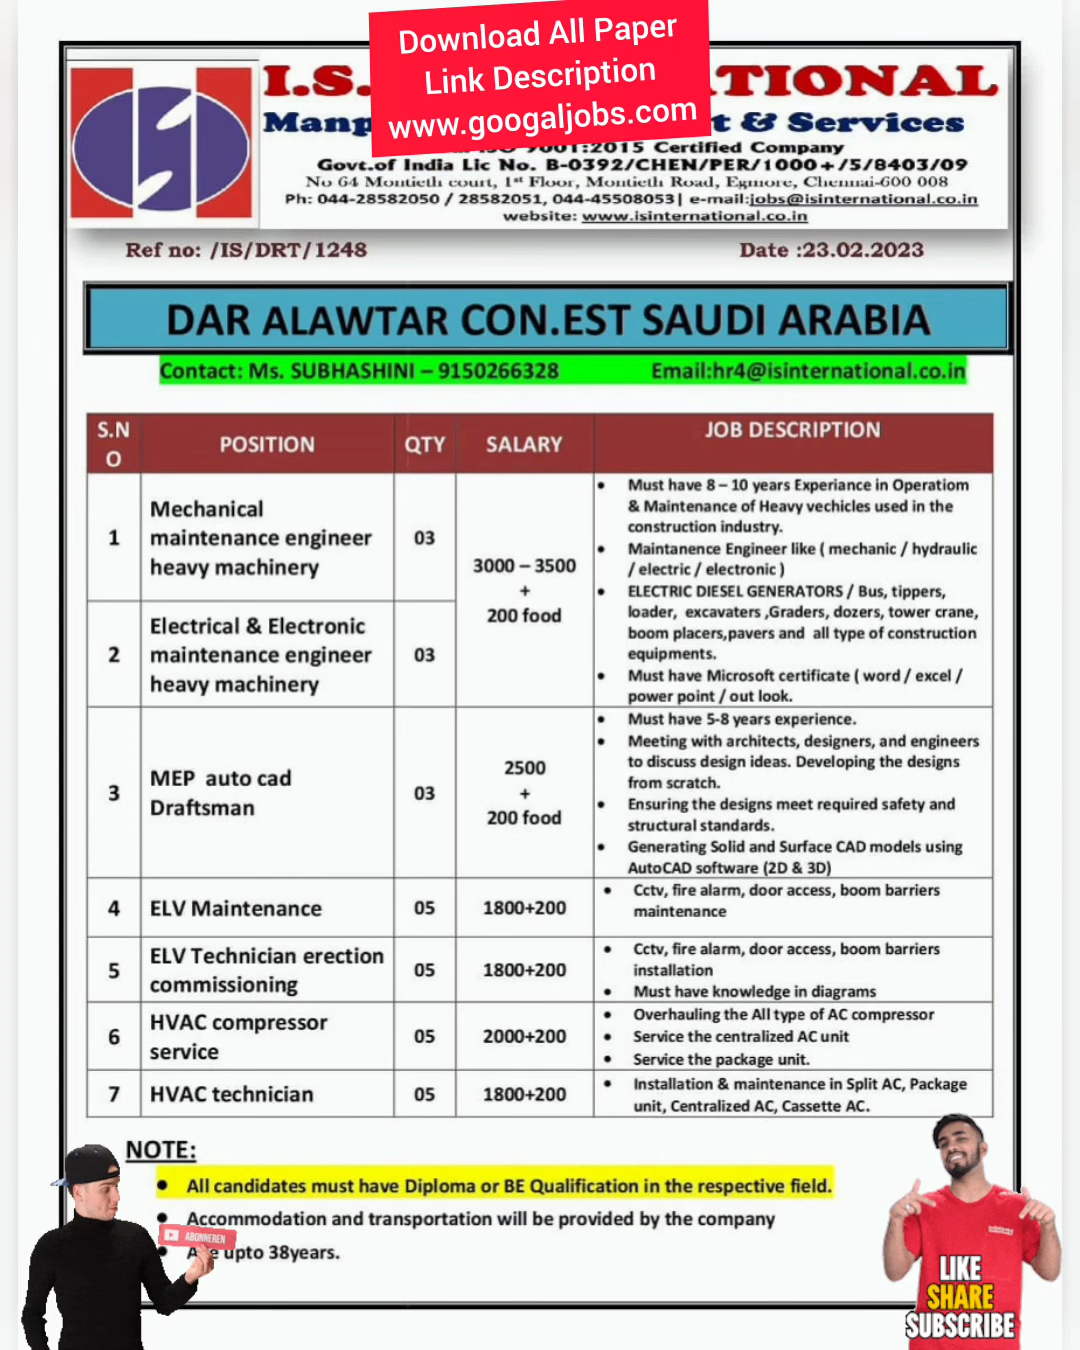 Download All Paper
Link Description
www.googaljobs.com
I.S. TIONAL
Manp t & Services
9001:2015 Certified Company
Govt.of India Lic No. B-0392/CHEN/PER/1000+/5/8403/09
No 64 Montieth court, 1st Floor, Montieth Road, Egmore, Chennai-600 008
Ph: 044-28582050 / 28582051, 044-45508053| e-mail:jobs@isinternational.co.in
website: www.isinternational.co.in
Ref no: /IS/DRT/1248 Date :23.02.2023
DAR ALAWTAR CON.EST SAUDI ARABIA
Contact: Ms. SUBHASHINI – 9150266328 Email:hr4@isinternational.co.in
S.N
O
POSITION
QTY
SALARY
JOB DESCRIPTION
1
Mechanical
maintenance engineer
heavy machinery
03
3000 – 3500
+
200 food
• Must have 8 – 10 years Experiance in Operatiom
& Maintenance of Heavy vechicles used in the
construction industry.
• Maintanence Engineer like ( mechanic / hydraulic
/ electric / electronic )
• ELECTRIC DIESEL GENERATORS / Bus, tippers,
loader, excavaters ,Graders, dozers, tower crane,
boom placers,pavers and all type of construction
equipments.
• Must have Microsoft certificate ( word / excel /
power point / out look.
2
Electrical & Electronic
maintenance engineer
heavy machinery
03
3
MEP auto cad
Draftsman
03
2500
+
200 food
• Must have 5-8 years experience.
• Meeting with architects, designers, and engineers
to discuss design ideas. Developing the designs
from scratch.
• Ensuring the designs meet required safety and
structural standards.
• Generating Solid and Surface CAD models using
AutoCAD software (2D & 3D)
4
ELV Maintenance
05
1800+200
• Cctv, fire alarm, door access, boom barriers
maintenance
5
ELV Technician erection
commissioning
05
1800+200
• Cctv, fire alarm, door access, boom barriers
installation
• Must have knowledge in diagrams
6
HVAC compressor
service
05
2000+200
• Overhauling the All type of AC compressor
• Service the centralized AC unit
• Service the package unit.
7
HVAC technician
05
1800+200
• Installation & maintenance in Split AC, Package
unit, Centralized AC, Cassette AC.
NOTE:
• All candidates must have Diploma or BE Qualification in the respective field.
• Accommodation and transportation will be provided by the company
• A e upto 38years.
ABONNEREN
LIKE
SHARE
SUBSCRIBE